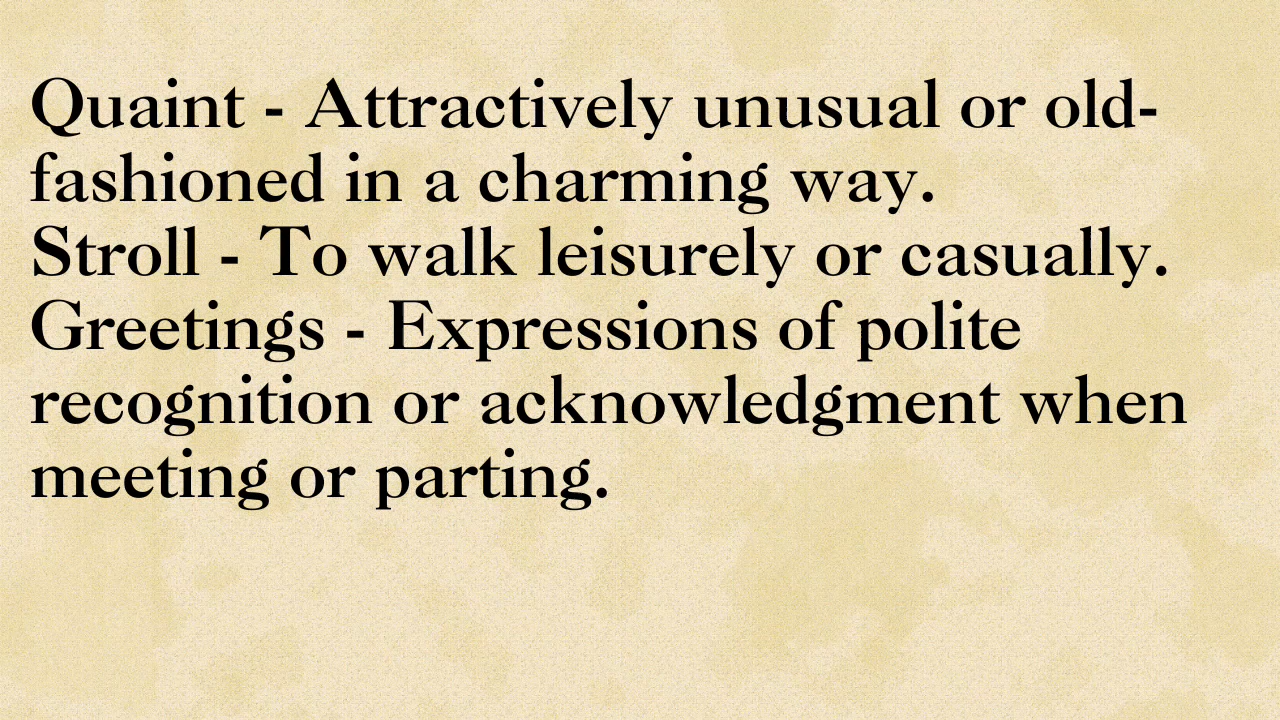 Quaint - Attractively unusual or old-
fashioned in a charming way.
Stroll - To walk leisurely or casually.
Greetings - Expressions of polite
recognition or acknowledgment when
meeting or parting.